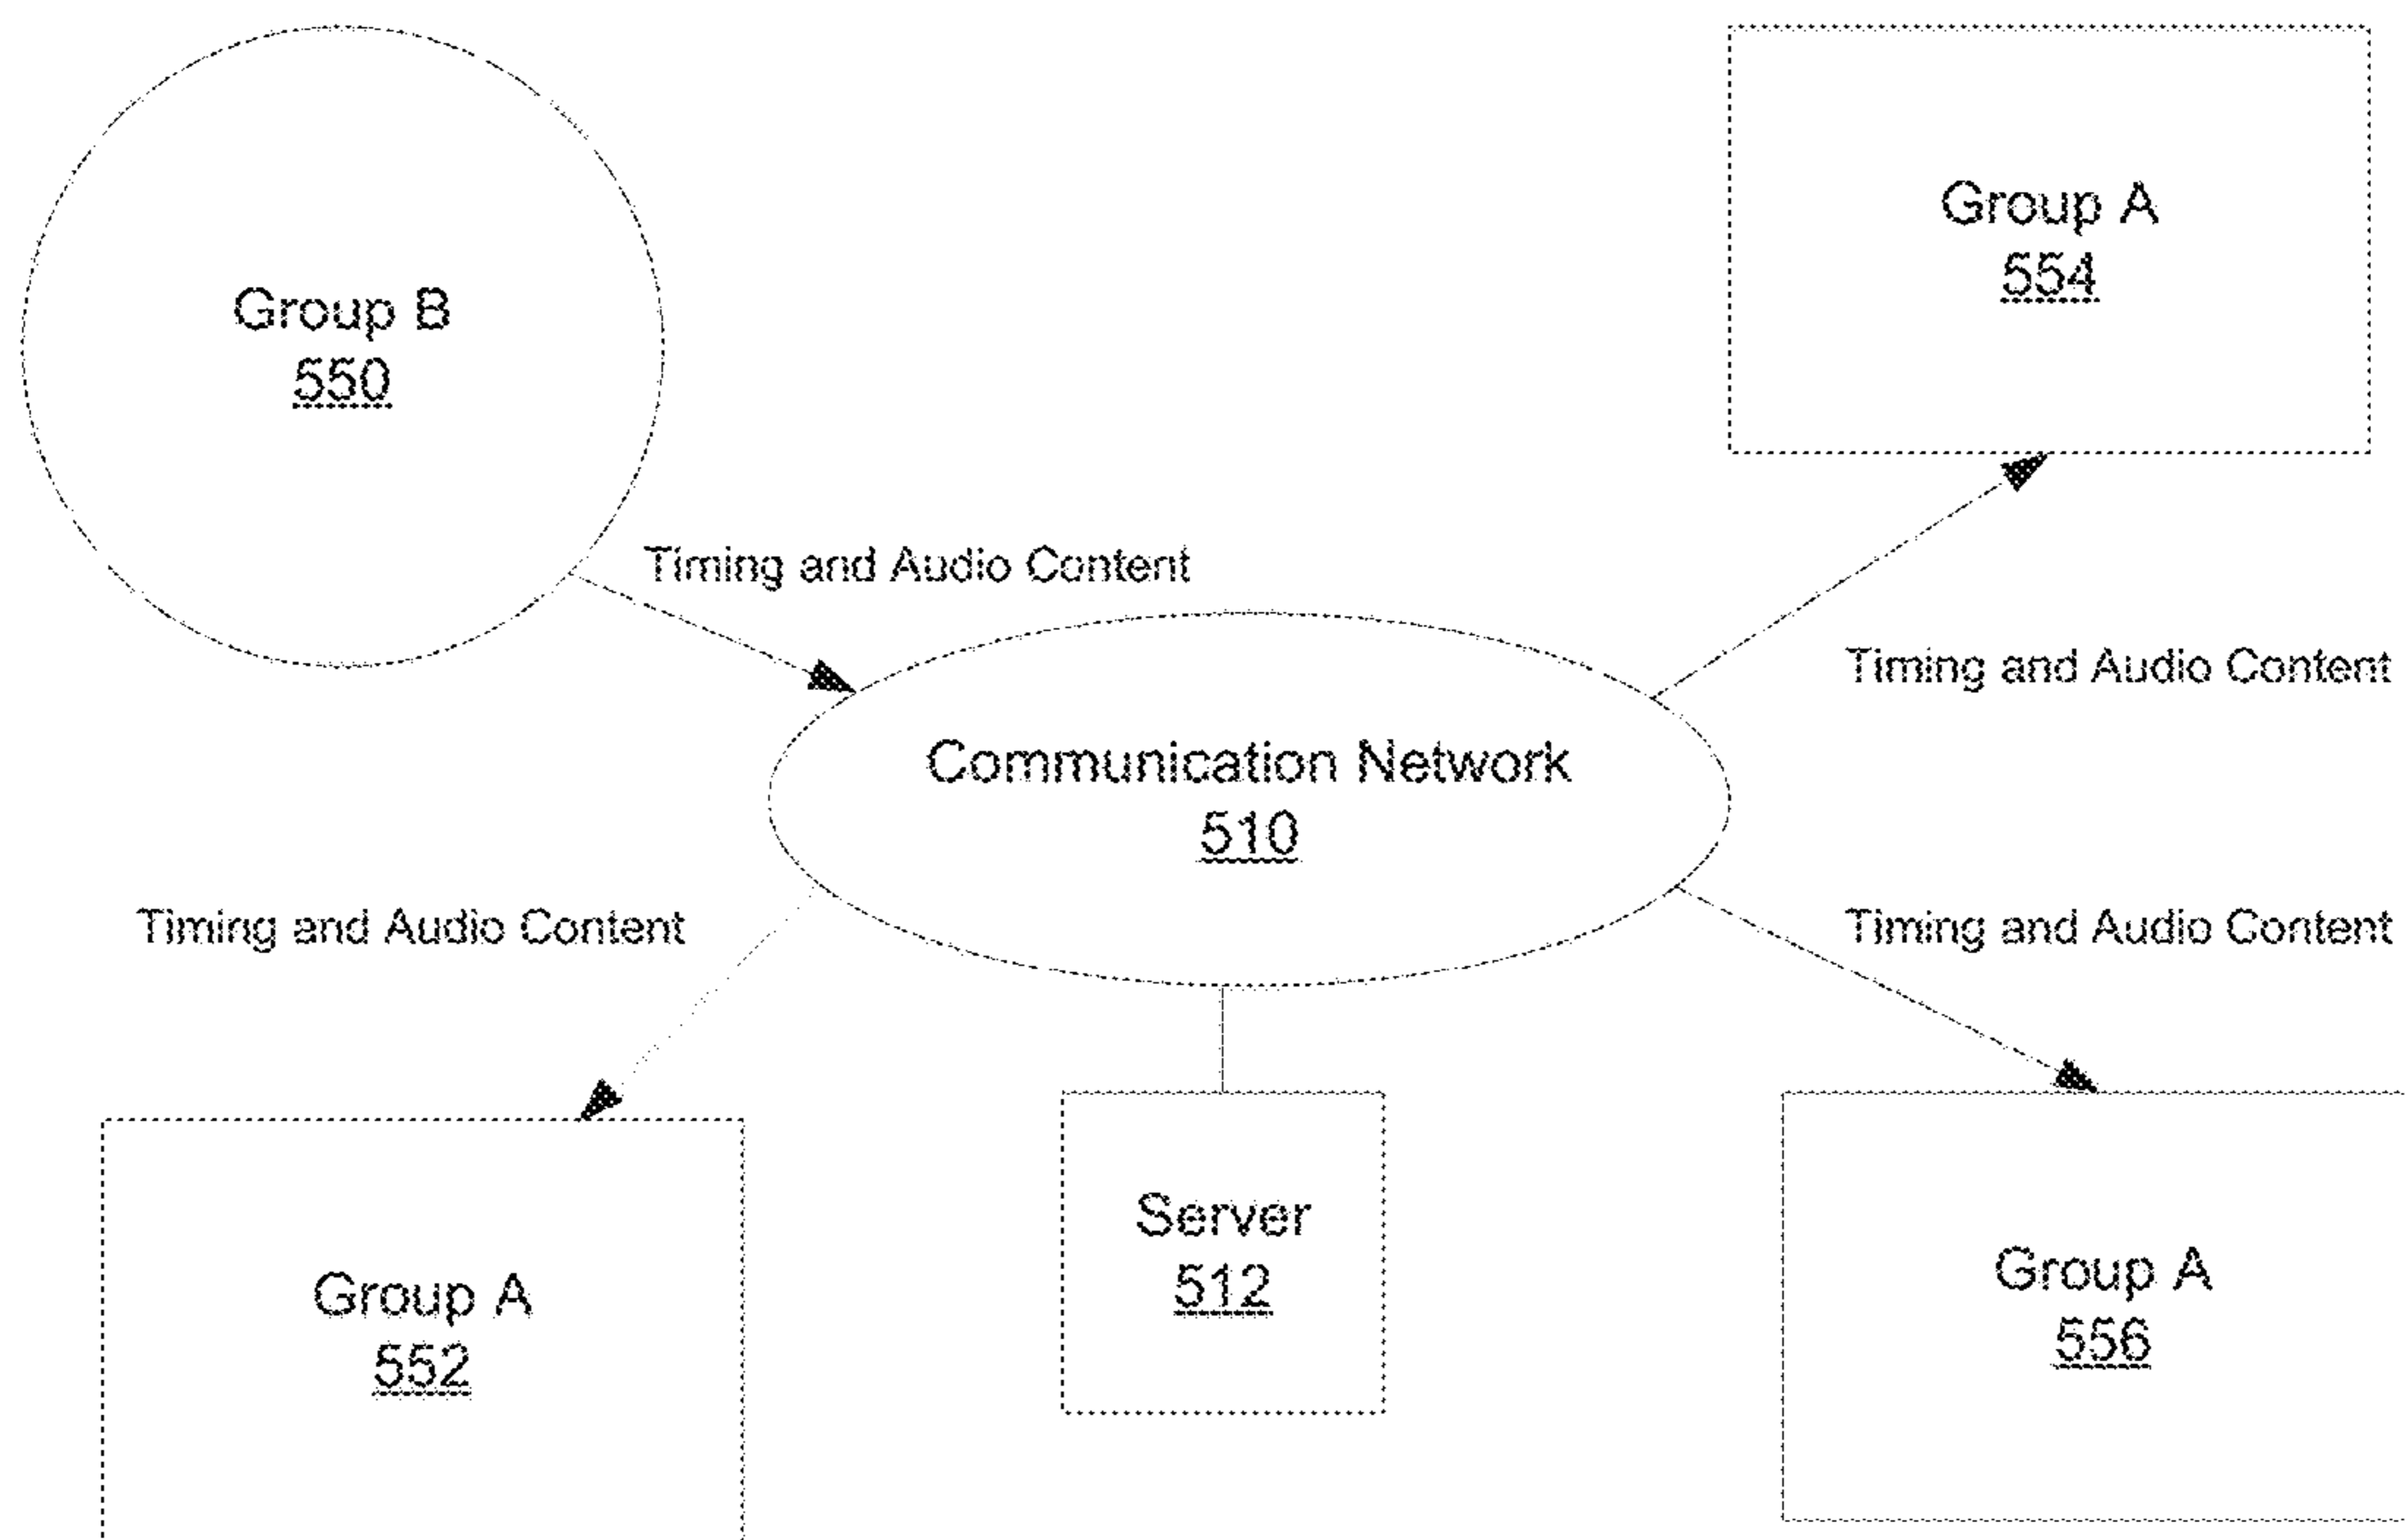 Group B
550
Group A
554
Timing and Audio Content
Timing and Audio Content
Communication Network
510
Timing and Audio Content
Timing and Audio Content
Server
512
Group A
552
Group A
556